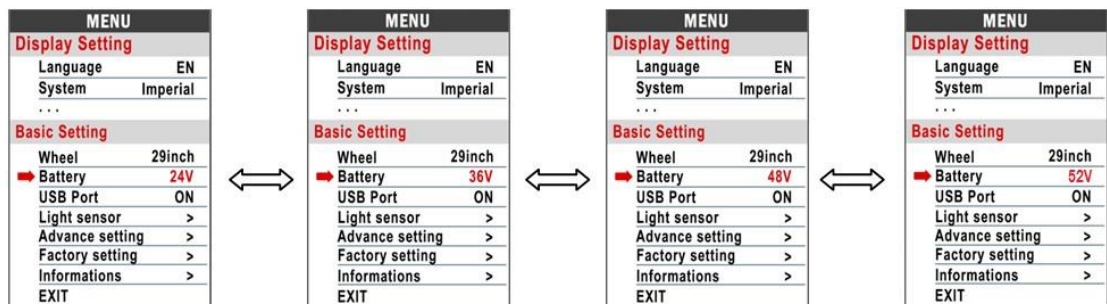 MENU
Display Setting
Language EN
System Imperial
. . .
Basic Setting
Wheel 29inch
Battery 24V
USB Port ON
Light sensor >
Advance setting >
Factory setting >
Informations >
EXIT
MENU
Display Setting
Language EN
System Imperial
. . .
Basic Setting
Wheel 29inch
Battery 36V
USB Port ON
Light sensor >
Advance setting >
Factory setting >
Informations >
EXIT
MENU
Display Setting
Language EN
System Imperial
. . .
Basic Setting
Wheel 29inch
Battery 48V
USB Port ON
Light sensor >
Advance setting >
Factory setting >
Informations >
EXIT
MENU
Display Setting
Language EN
System Imperial
. . .
Basic Setting
Wheel 29inch
Battery 52V
USB Port ON
Light sensor >
Advance setting >
Factory setting >
Informations >
EXIT